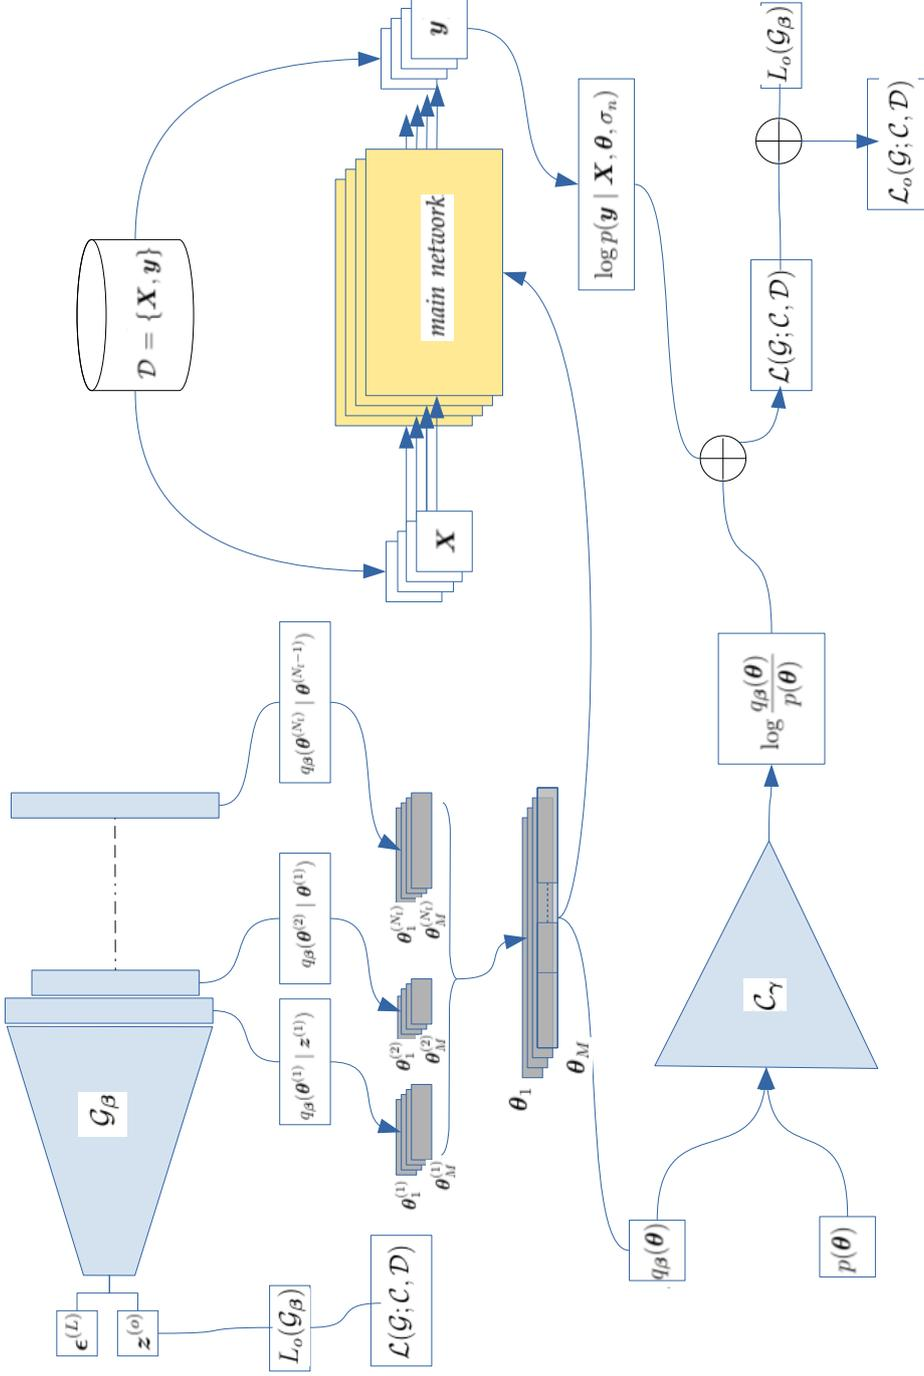 𝒟 = {𝑿, 𝒚}
𝒢_𝜷
ϵ^(L)
z^(o)
L_o(𝒢_𝜷)
ℒ(𝒢; 𝒞, 𝒟)
q_𝜷(θ^(1) | z^(1))
q_𝜷(θ^(2) | θ^(1))
q_𝜷(θ^(N_l) | θ^(N_l−1))
θ_1^(1)
θ_M^(1)
θ_1^(2)
θ_M^(2)
θ_1^(N_l)
θ_M^(N_l)
θ_1
θ_M
X
main network
y
log p(y | X, θ, σ_n)
q_𝜷(θ)
p(θ)
𝒞_γ
log q_𝜷(θ) / p(θ)
ℒ(𝒢; 𝒞, 𝒟)
L_o(𝒢_𝜷)
ℒ_o(𝒢; 𝒞, 𝒟)